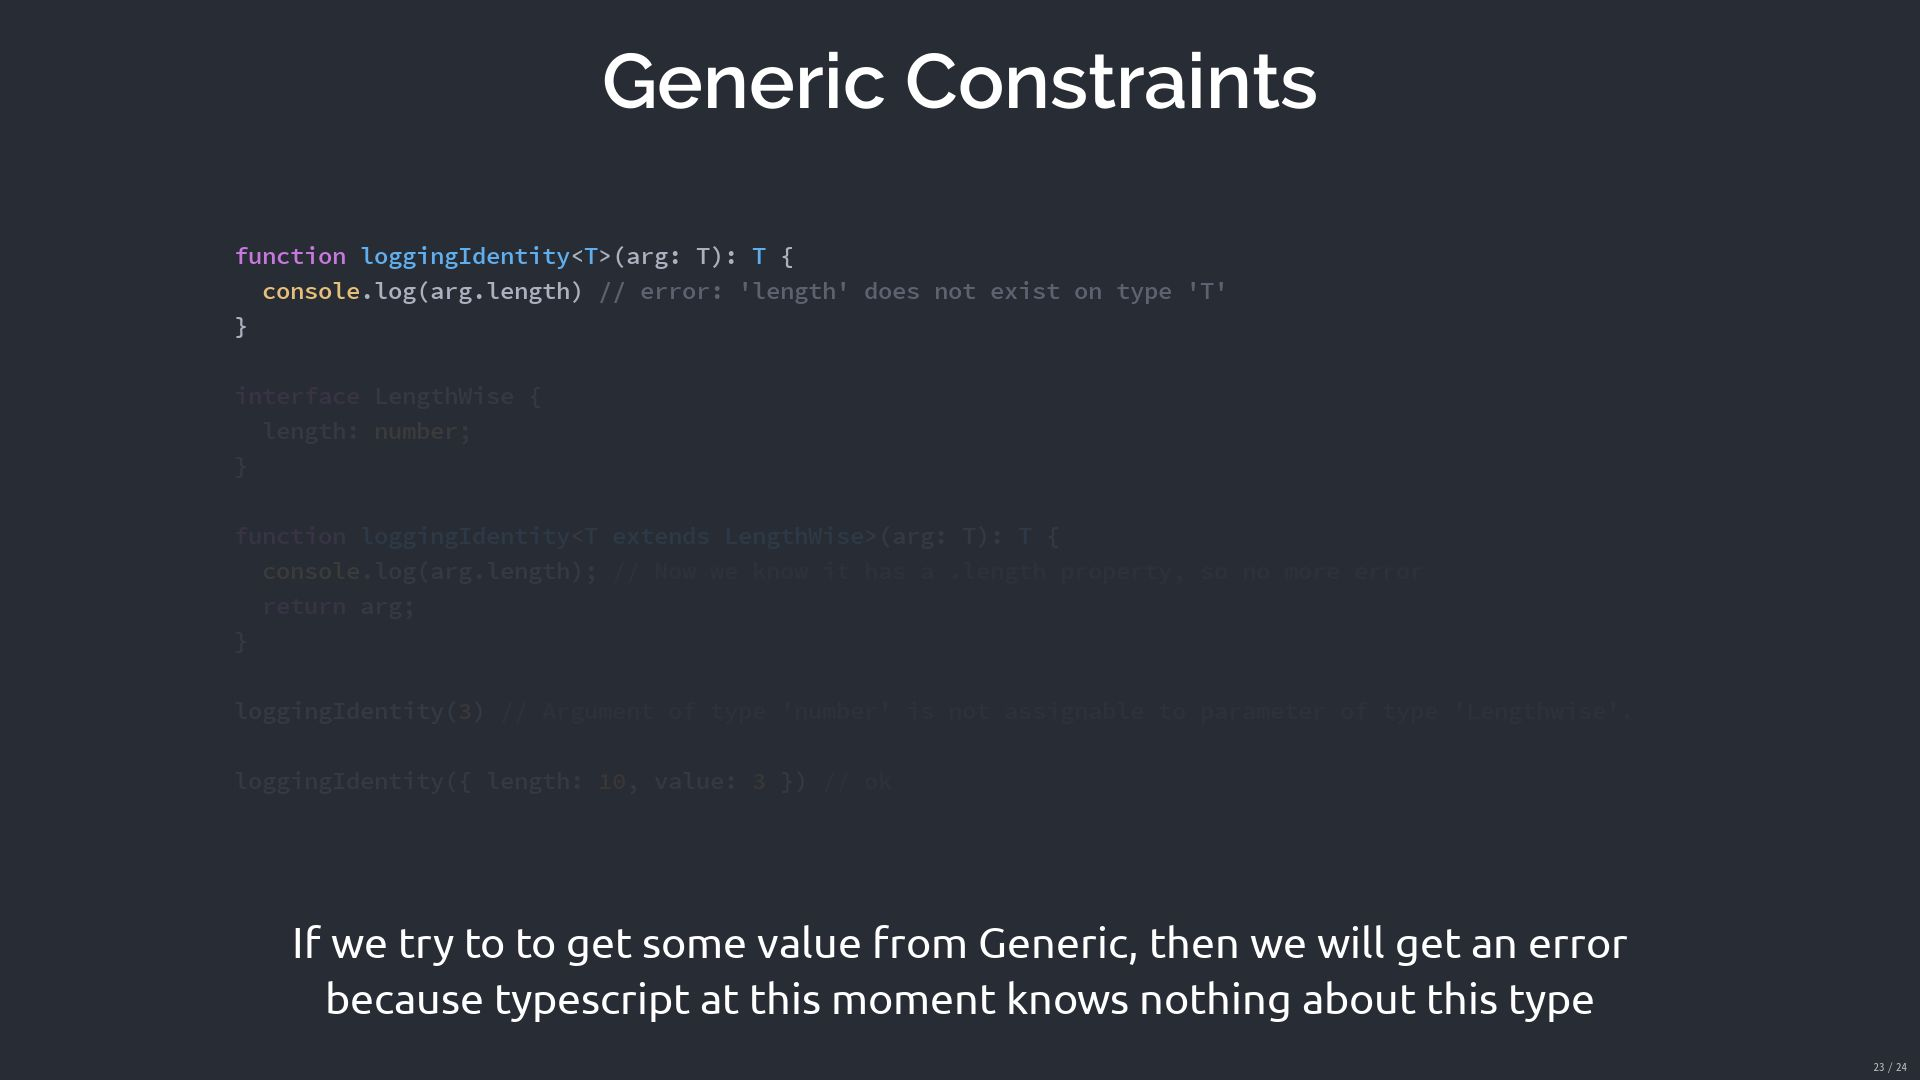 Generic Constraints
function loggingIdentity<T>(arg: T): T {
  console.log(arg.length) // error: 'length' does not exist on type 'T'
}
interface LengthWise {
  length: number;
}
function loggingIdentity<T extends LengthWise>(arg: T): T {
  console.log(arg.length); // Now we know it has a .length property, so no more error
  return arg;
}
loggingIdentity(3) // Argument of type 'number' is not assignable to parameter of type 'Lengthwise'.
loggingIdentity({ length: 10, value: 3 }) // ok
If we try to to get some value from Generic, then we will get an error
because typescript at this moment knows nothing about this type
23 / 24